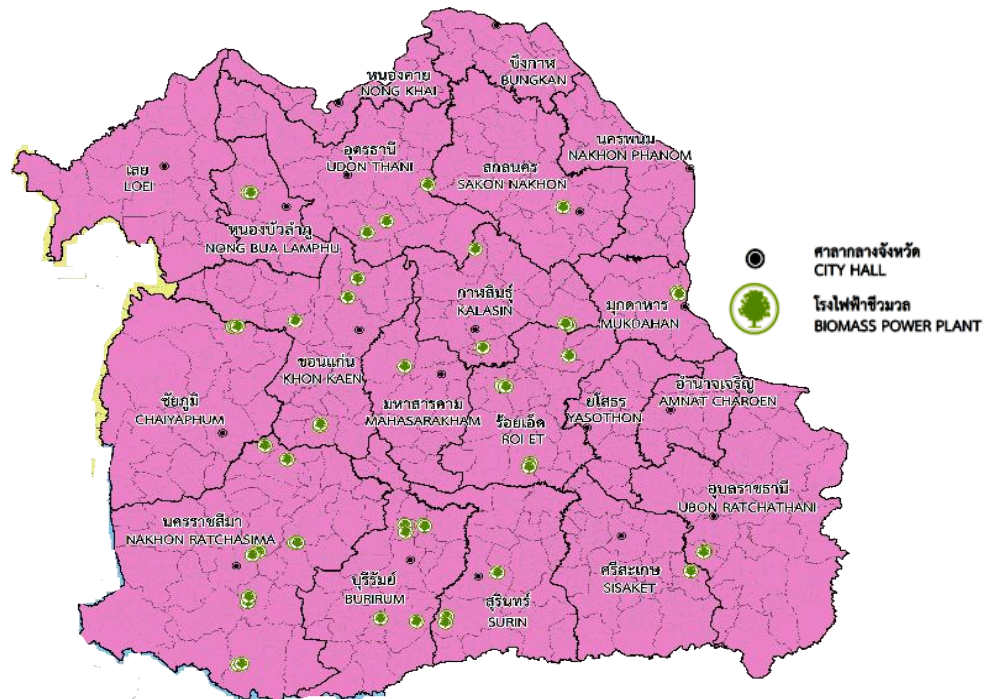 บึงกาฬ
BUNGKAN
หนองคาย
NONG KHAI
นครพนม
NAKHON PHANOM
อุดรธานี
UDON THANI
สกลนคร
SAKON NAKHON
เลย
LOEI
หนองบัวลำภู
NONG BUA LAMPHU
ศาลากลางจังหวัด
CITY HALL
กาฬสินธุ์
KALASIN
มุกดาหาร
MUKDAHAN
โรงไฟฟ้าชีวมวล
BIOMASS POWER PLANT
ขอนแก่น
KHON KAEN
ชัยภูมิ
CHAIYAPHUM
มหาสารคาม
MAHASARAKHAM
ร้อยเอ็ด
ROI ET
ยโสธร
YASOTHON
อำนาจเจริญ
AMNAT CHAROEN
อุบลราชธานี
UBON RATCHATHANI
นครราชสีมา
NAKHON RATCHASIMA
บุรีรัมย์
BURIRUM
สุรินทร์
SURIN
ศรีสะเกษ
SISAKET